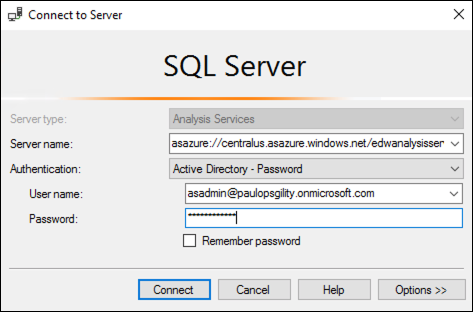 Connect to Server
SQL Server
Server type: Analysis Services
Server name: asazure://centralus.asazure.windows.net/edwanalysisser
Authentication: Active Directory - Password
User name: asadmin@paulopsgility.onmicrosoft.com
Password: ************
Remember password
Connect Cancel Help Options >>